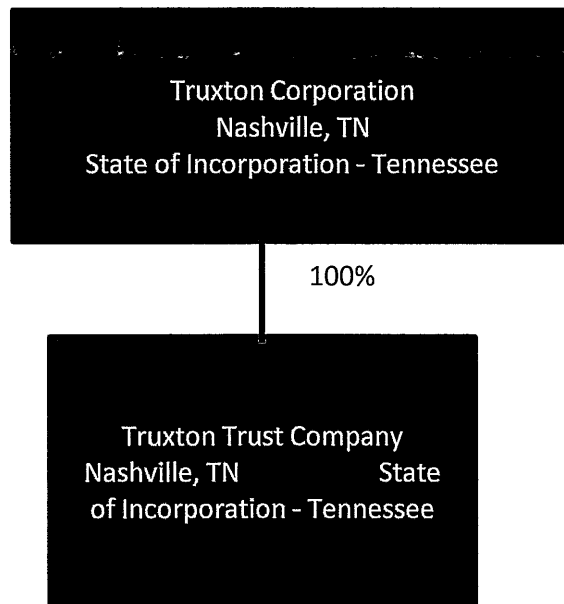 Truxton Corporation
Nashville, TN
State of Incorporation - Tennessee
100%
Truxton Trust Company
Nashville, TN State
of Incorporation - Tennessee